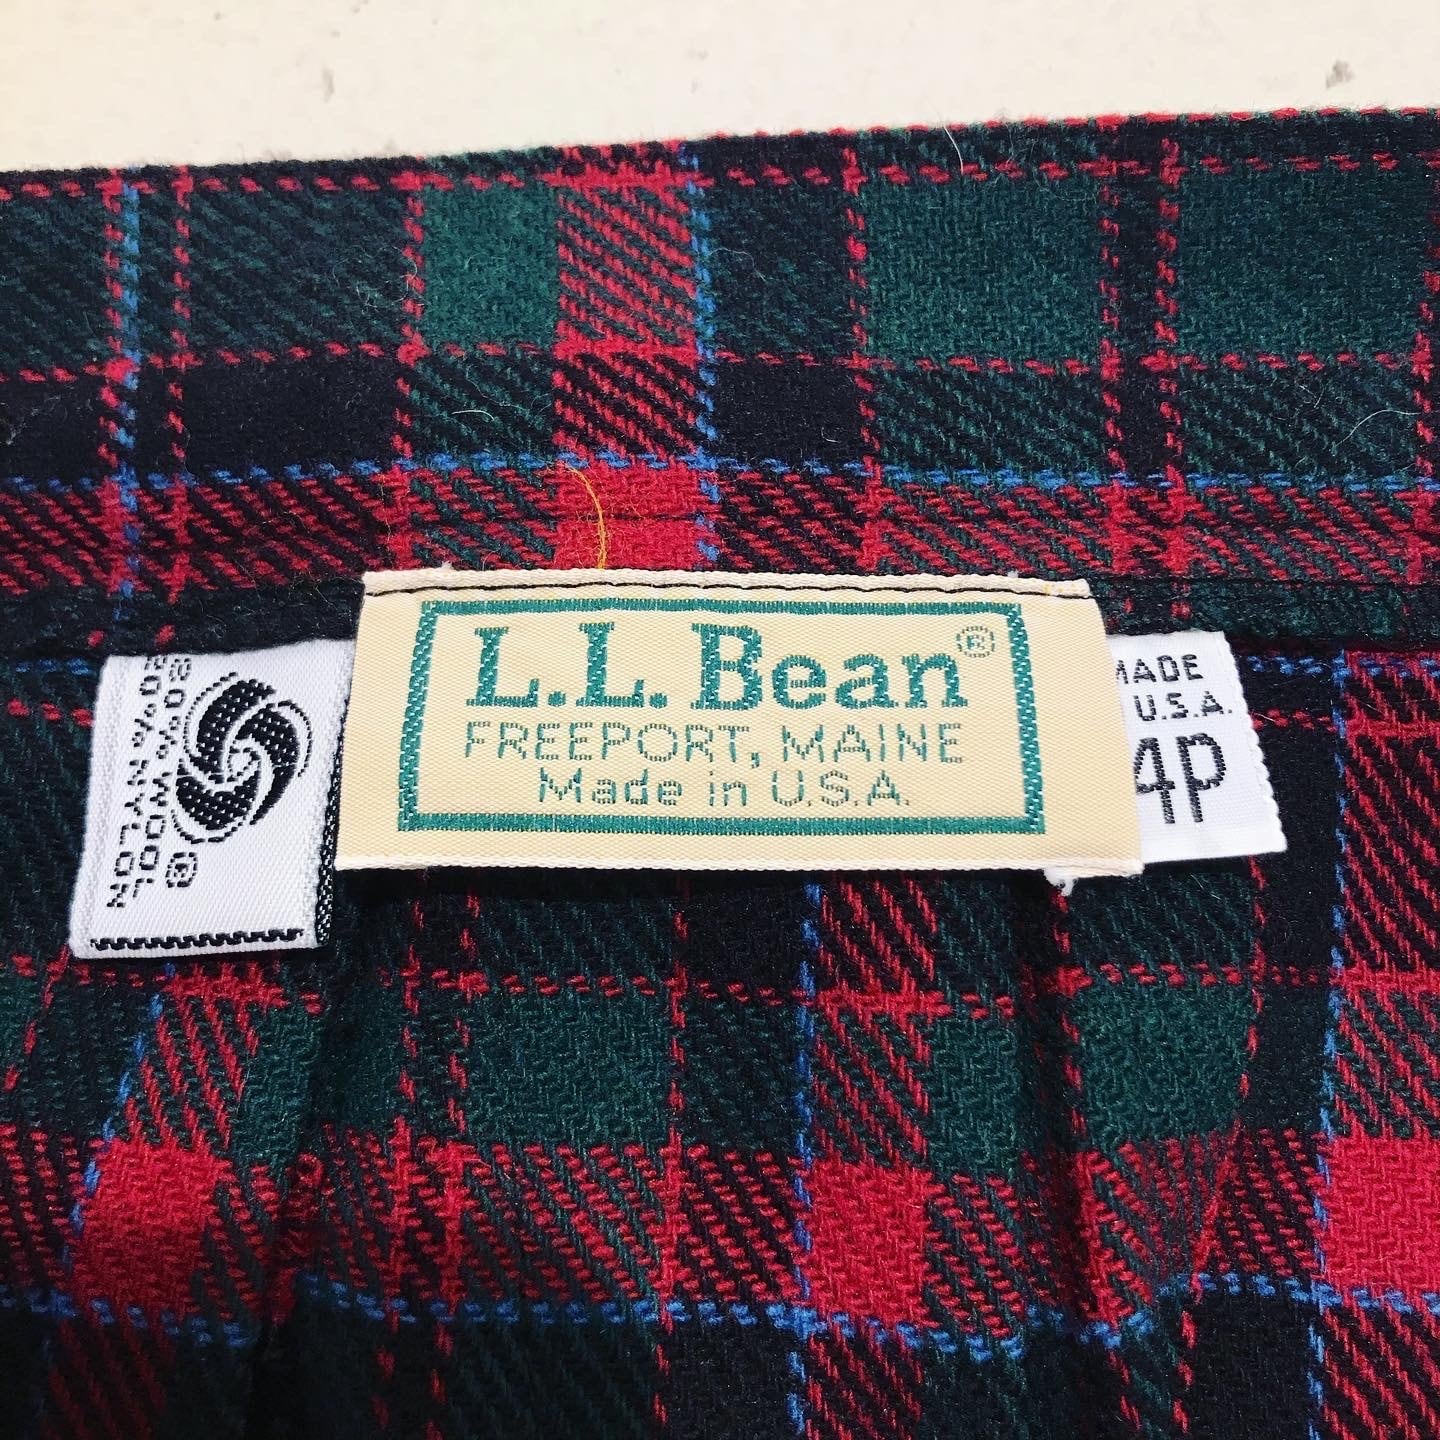 80% WOOL
20% NYLON
®
L.L.Bean®
FREEPORT, MAINE
Made in U.S.A.
MADE
U.S.A.
4P